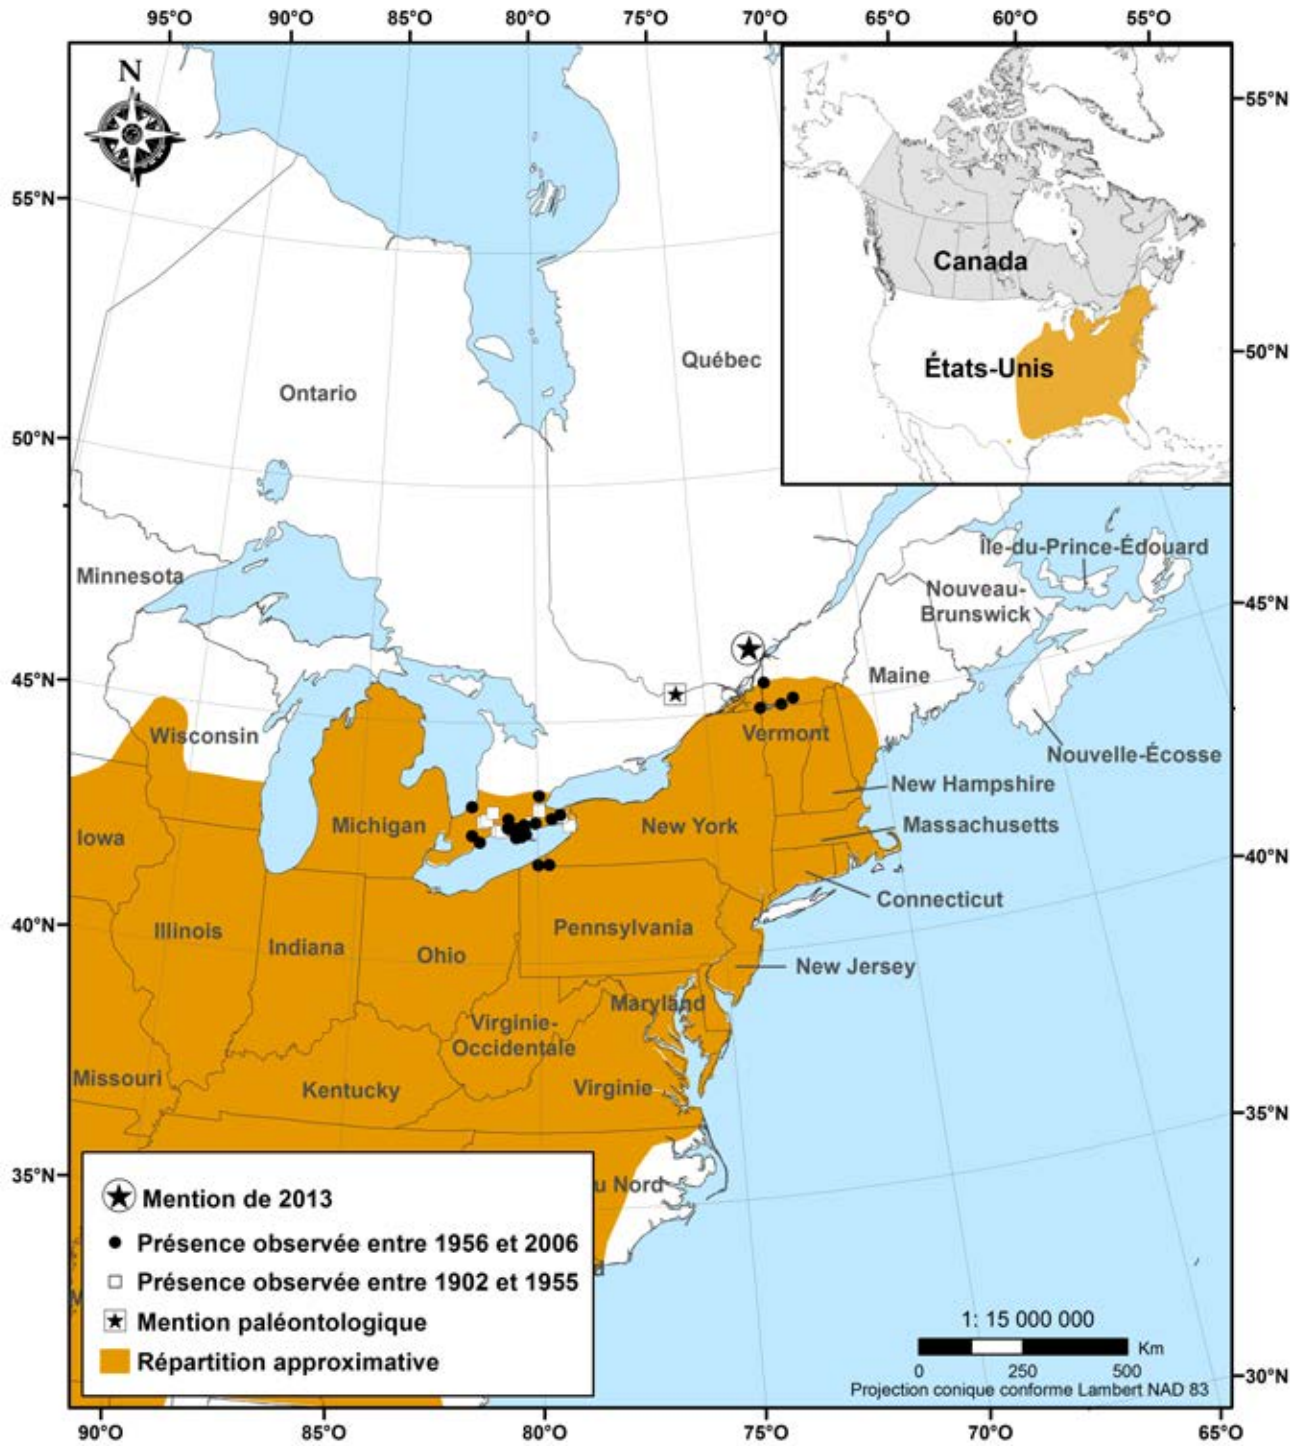 95°O 90°O 85°O 80°O 75°O 70°O 65°O 60°O 55°O
N
55°N
55°N
Canada
50°N
États-Unis
Québec
Ontario
50°N
Île-du-Prince-Édouard
Minnesota
Nouveau-
Brunswick
45°N
Maine
45°N
Wisconsin
Vermont
Nouvelle-Écosse
New Hampshire
Iowa
Michigan
New York
Massachusetts
40°N
Connecticut
40°N
Illinois
Indiana
Ohio
Pennsylvania
New Jersey
Maryland
Virginie-
Occidentale
Missouri
Kentucky
Virginie
35°N
35°N
u Nord
Mention de 2013
Présence observée entre 1956 et 2006
Présence observée entre 1902 et 1955
Mention paléontologique
Répartition approximative
1: 15 000 000
Km
0 250 500
Projection conique conforme Lambert NAD 83
30°N
90°O 85°O 80°O 75°O 70°O 65°O